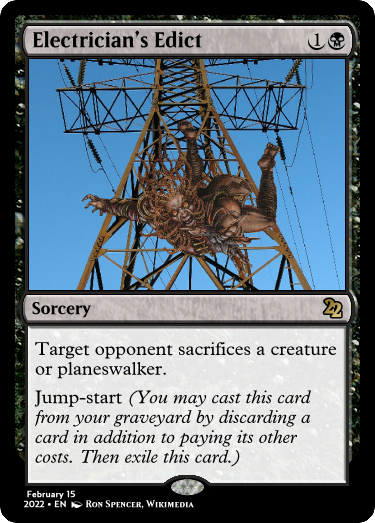 Electrician's Edict 1
Sorcery 22
Target opponent sacrifices a creature
or planeswalker.
Jump-start (You may cast this card
from your graveyard by discarding a
card in addition to paying its other
costs. Then exile this card.)
February 15
2022 • EN Ron Spencer, Wikimedia